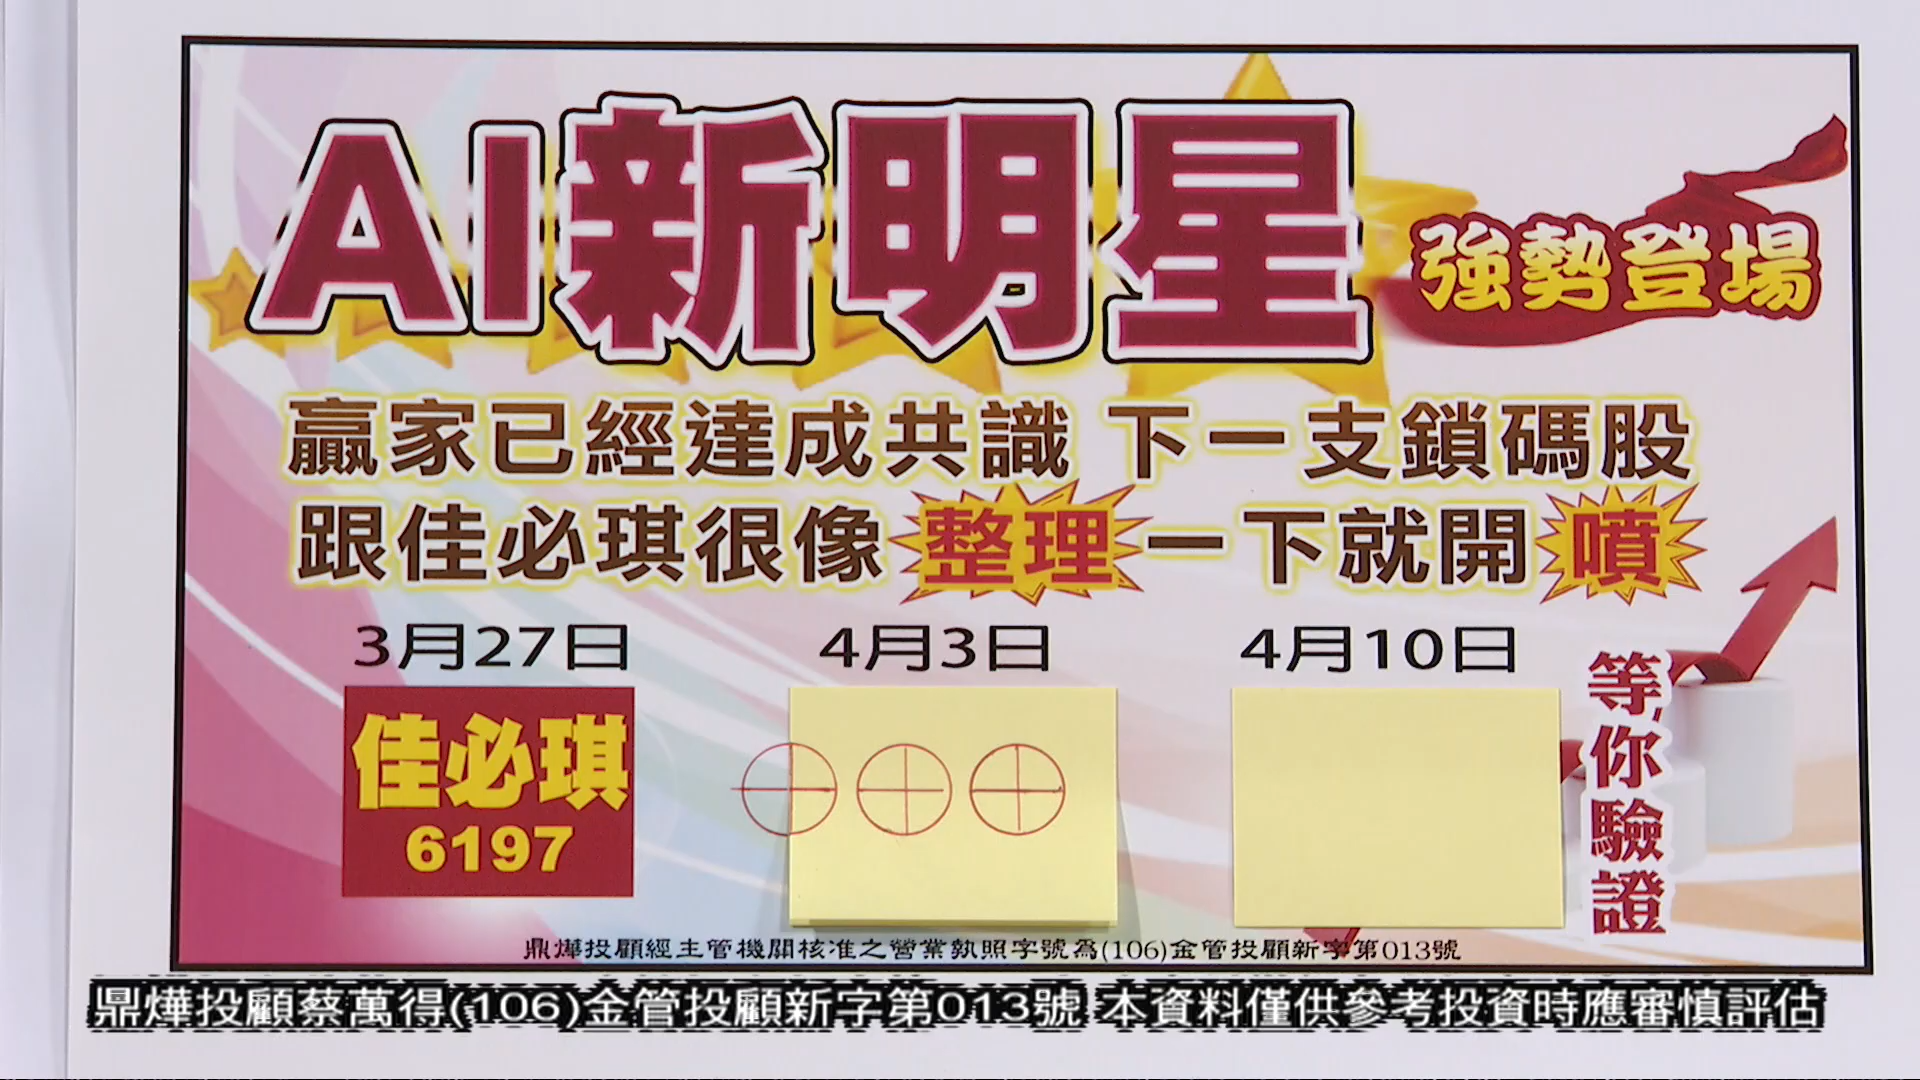 AI新明星 強勢登場
贏家已經達成共識 下一支鎖碼股
跟佳必琪很像整理一下就開噴
3月27日 4月3日 4月10日
佳必琪
6197
等你驗證
鼎燁投顧經主管機關核准之營業執照字號為(106)金管投顧新字第013號
鼎燁投顧蔡萬得(106)金管投顧新字第013號 本資料僅供參考投資時應審慎評估